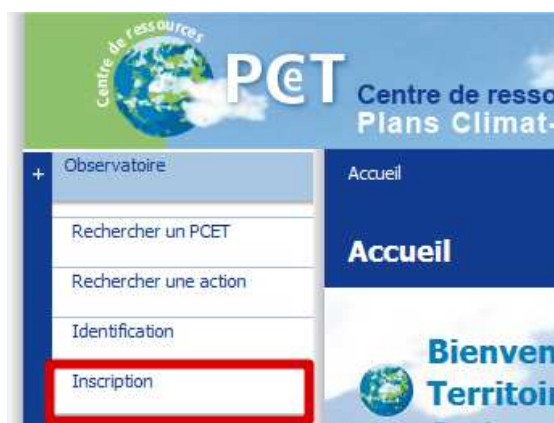 Centre de ressources
PCeT
Centre de resso
Plans Climat-
+ Observatoire
Accueil
Rechercher un PCET
Accueil
Rechercher une action
Identification
Bienven
Inscription
Territoir